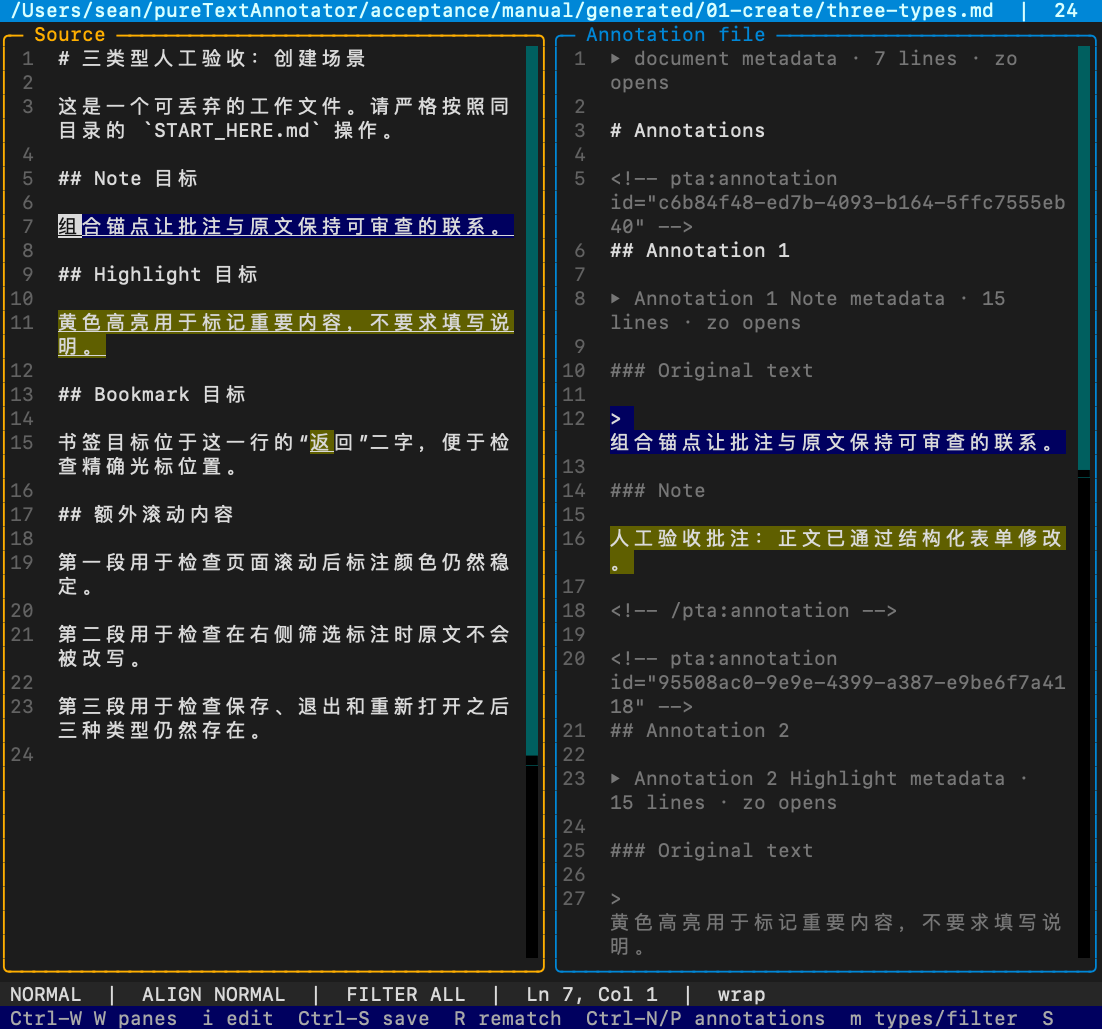 /Users/sean/pureTextAnnotator/acceptance/manual/generated/01-create/three-types.md | 24
Source
1 # 三类型人工验收：创建场景
2
3 这是一个可丢弃的工作文件。请严格按照同
目录的 `START_HERE.md` 操作。
4
5 ## Note 目标
6
7 组合锚点让批注与原文保持可审查的联系。
8
9 ## Highlight 目标
10
11 黄色高亮用于标记重要内容，不要求填写说
明。
12
13 ## Bookmark 目标
14
15 书签目标位于这一行的“返回”二字，便于检
查精确光标位置。
16
17 ## 额外滚动内容
18
19 第一段用于检查页面滚动后标注颜色仍然稳
定。
20
21 第二段用于检查在右侧筛选标注时原文不会
被改写。
22
23 第三段用于检查保存、退出和重新打开之后
三种类型仍然存在。
24
Annotation file
1 ▸ document metadata · 7 lines · zo
opens
2
3 # Annotations
4
5 <!-- pta:annotation
id="c6b84f48-ed7b-4093-b164-5ffc7555eb
40" -->
6 ## Annotation 1
7
8 ▸ Annotation 1 Note metadata · 15
lines · zo opens
9
10 ### Original text
11
12 >
组合锚点让批注与原文保持可审查的联系。
13
14 ### Note
15
16 人工验收批注：正文已通过结构化表单修改
。
17
18 <!-- /pta:annotation -->
19
20 <!-- pta:annotation
id="95508ac0-9e9e-4399-a387-e9be6f7a41
18" -->
21 ## Annotation 2
22
23 ▸ Annotation 2 Highlight metadata ·
15 lines · zo opens
24
25 ### Original text
26
27 >
黄色高亮用于标记重要内容，不要求填写说
明。
NORMAL | ALIGN NORMAL | FILTER ALL | Ln 7, Col 1 | wrap
Ctrl-W W panes i edit Ctrl-S save R rematch Ctrl-N/P annotations m types/filter S